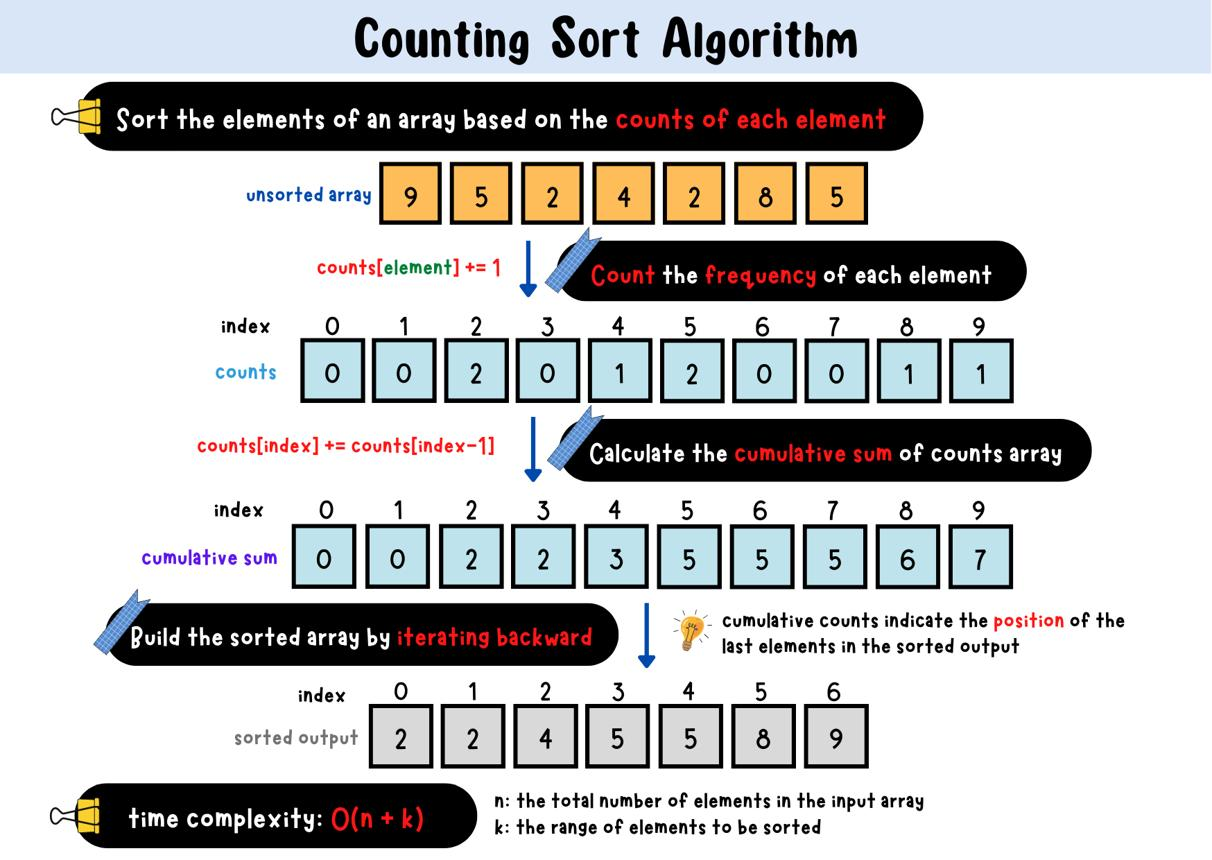 Counting Sort Algorithm
Sort the elements of an array based on the counts of each element
unsorted array 9 5 2 4 2 8 5
counts[element] += 1
Count the frequency of each element
index 0 1 2 3 4 5 6 7 8 9
counts 0 0 2 0 1 2 0 0 1 1
counts[index] += counts[index-1]
Calculate the cumulative sum of counts array
index 0 1 2 3 4 5 6 7 8 9
cumulative sum 0 0 2 2 3 5 5 5 6 7
Build the sorted array by iterating backward
cumulative counts indicate the position of the
last elements in the sorted output
index 0 1 2 3 4 5 6
sorted output 2 2 4 5 5 8 9
time complexity: O(n + k)
n: the total number of elements in the input array
k: the range of elements to be sorted